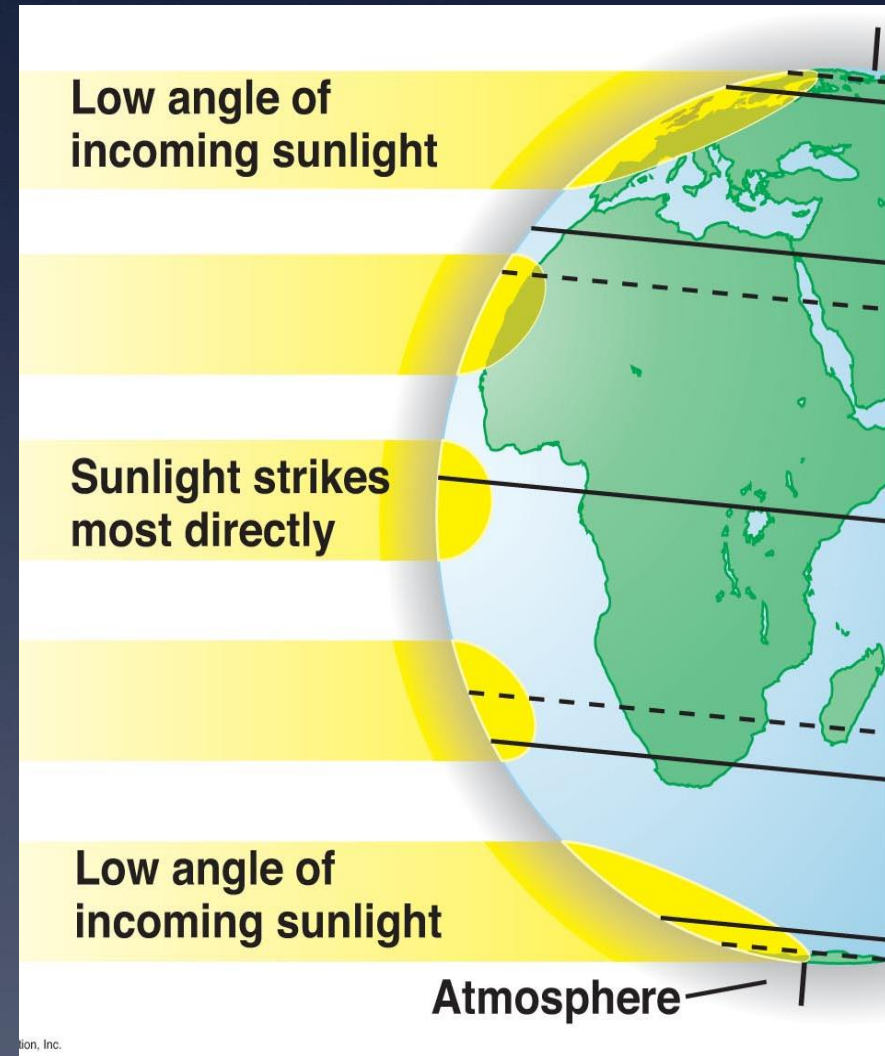 Low angle of
incoming sunlight
Sunlight strikes
most directly
Low angle of
incoming sunlight
Atmosphere
tion, Inc.